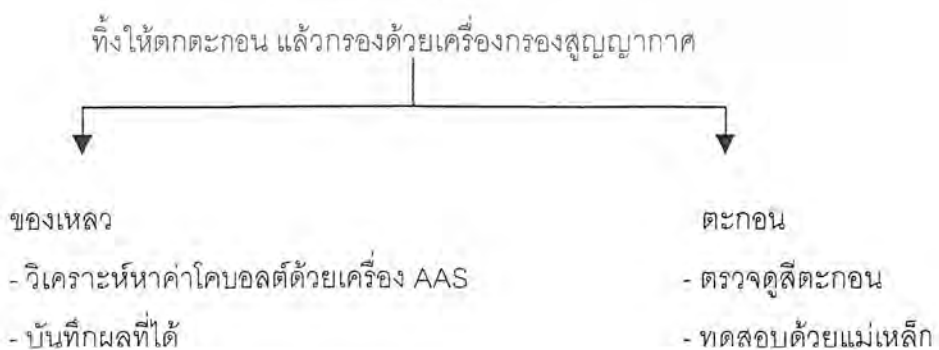 ทิ้งให้ตกตะกอน แล้วกรองด้วยเครื่องกรองสูญญากาศ
ของเหลว
- วิเคราะห์หาค่าโคบอลต์ด้วยเครื่อง AAS
- บันทึกผลที่ได้
ตะกอน
- ตรวจดูสีตะกอน
- ทดสอบด้วยแม่เหล็ก